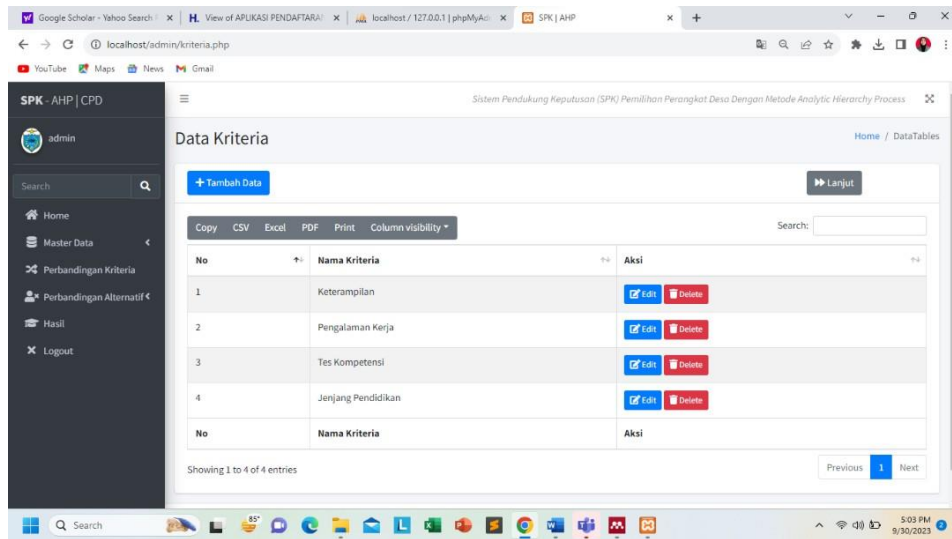 Google Scholar - Yahoo Search
View of APLIKASI PENDAFTARA
localhost / 127.0.0.1 | phpMyAd
SPK | AHP
localhost/admin/kriteria.php
YouTube Maps News Gmail
SPK - AHP | CPD
Sistem Pendukung Keputusan (SPK) Pemilihan Perangkat Desa Dengan Metode Analytic Hierarchy Process
admin
Data Kriteria
Home / DataTables
Search
+ Tambah Data
Lanjut
Home
Master Data
Perbandingan Kriteria
Perbandingan Alternatif
Hasil
Logout
Copy CSV Excel PDF Print Column visibility
Search:
No Nama Kriteria Aksi
1 Keterampilan Edit Delete
2 Pengalaman Kerja Edit Delete
3 Tes Kompetensi Edit Delete
4 Jenjang Pendidikan Edit Delete
No Nama Kriteria Aksi
Showing 1 to 4 of 4 entries
Previous 1 Next
Search
85°
5:03 PM
9/30/2023
2